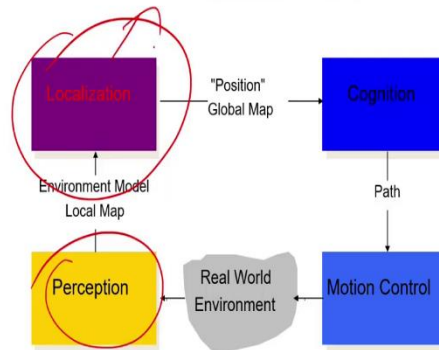 Localization
"Position"
Global Map
Cognition
Environment Model
Local Map
Path
Perception
Real World
Environment
Motion Control